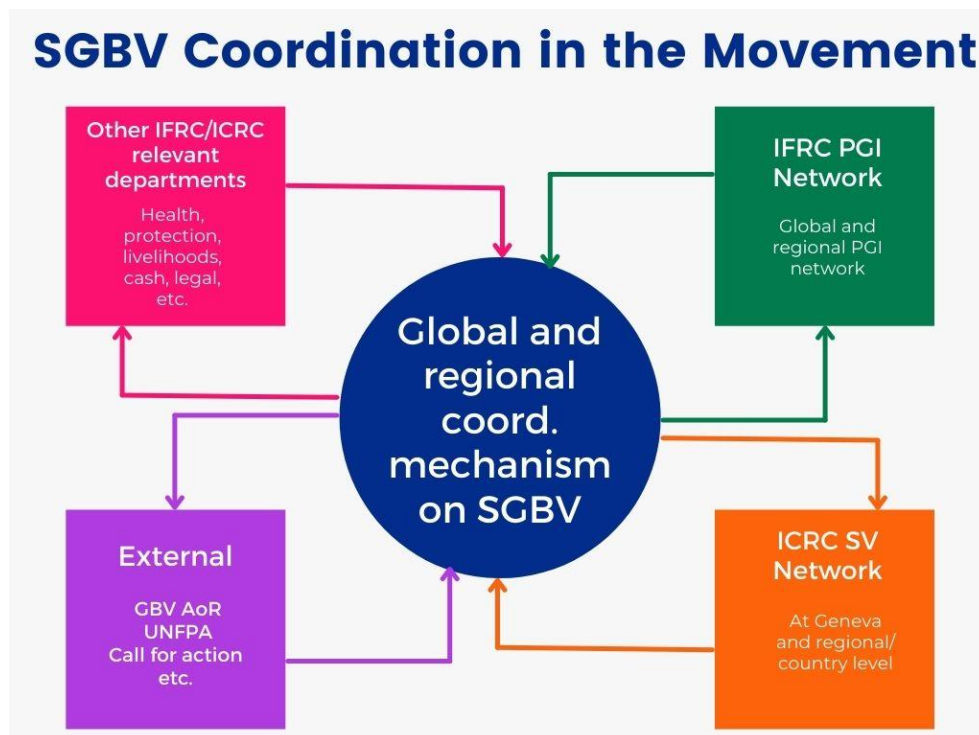 SGBV Coordination in the Movement
Other IFRC/ICRC
relevant
departments
Health,
protection,
livelihoods,
cash, legal,
etc.
IFRC PGI
Network
Global and
regional PGI
network
Global and
regional
coord.
mechanism
on SGBV
External
GBV AoR
UNFPA
Call for action
etc.
ICRC SV
Network
At Geneva
and regional/
country level